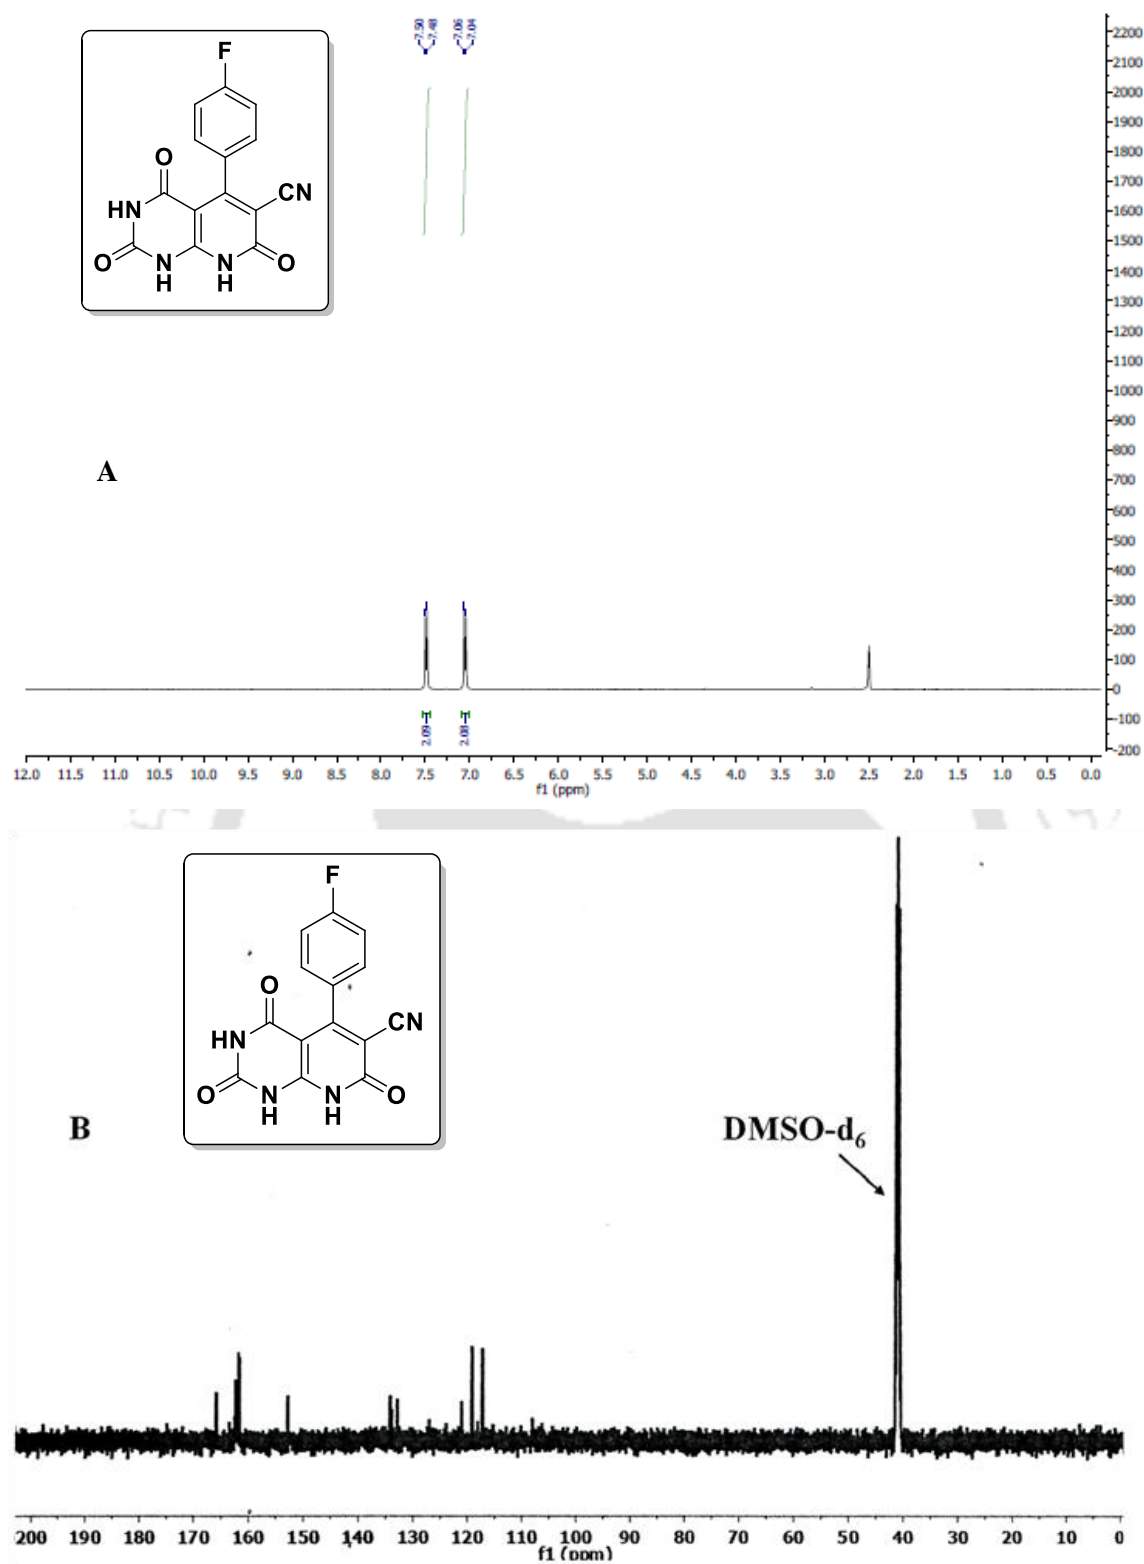 -7.50
-7.48
-7.06
-7.04
F
O
CN
HN
O
N
H
N
H
O
A
2200
2100
2000
1900
1800
1700
1600
1500
1400
1300
1200
1100
1000
900
800
700
600
500
400
300
200
100
0
-100
-200
2.09
2.08
12.0 11.5 11.0 10.5 10.0 9.5 9.0 8.5 8.0 7.5 7.0 6.5 6.0 5.5 5.0 4.5 4.0 3.5 3.0 2.5 2.0 1.5 1.0 0.5 0.0
f1 (ppm)
F
O
CN
HN
O
N
H
N
H
O
B
DMSO-d6
200 190 180 170 160 150 140 130 120 110 100 90 80 70 60 50 40 30 20 10 0
f1 (ppm)